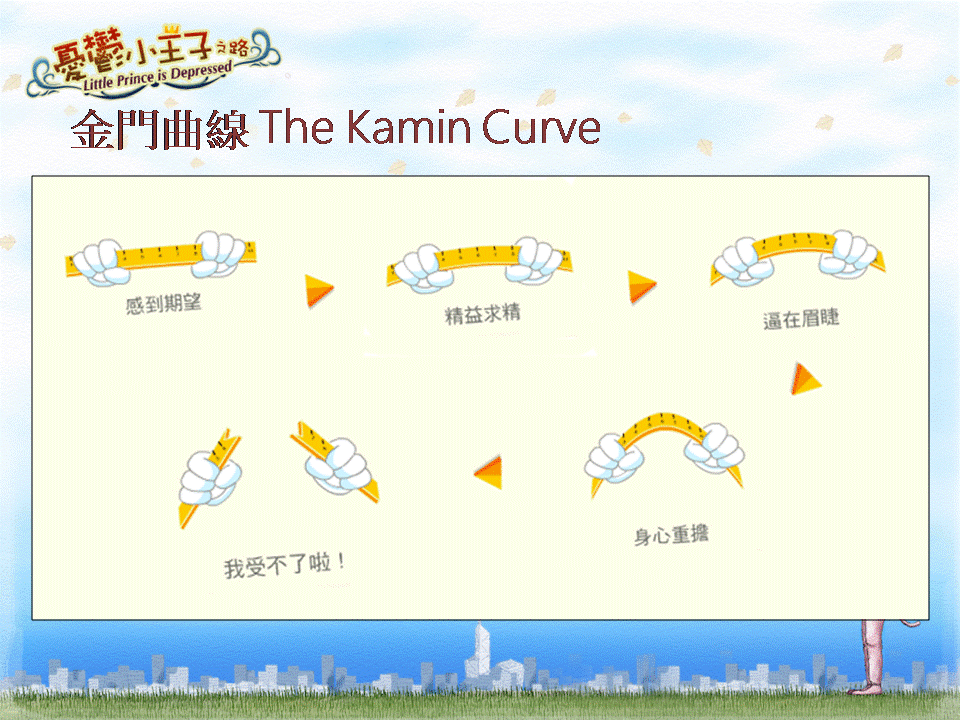 憂鬱小王子之路
Little Prince is Depressed
金門曲線 The Kamin Curve
感到期望
精益求精
逼在眉睫
身心重擔
我受不了啦！